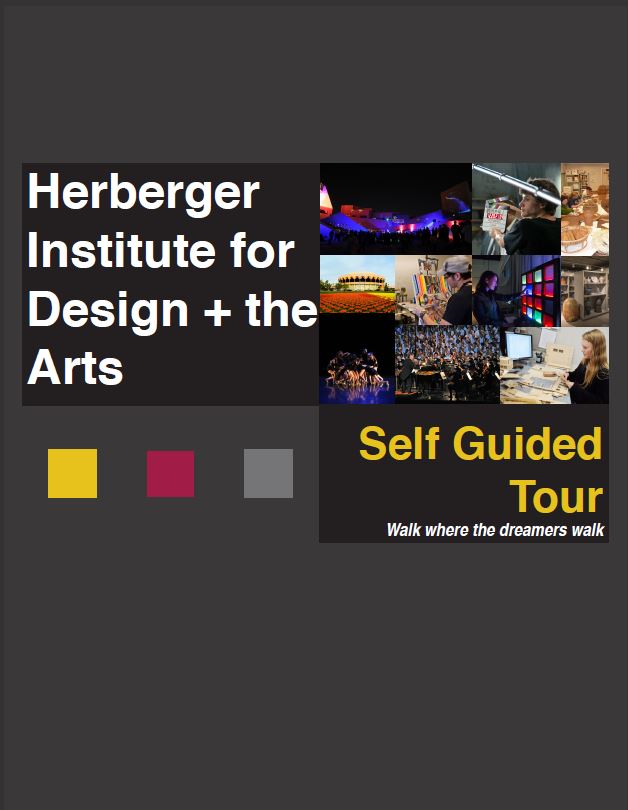 Herberger
Institute for
Design + the
Arts
Self Guided
Tour
Walk where the dreamers walk